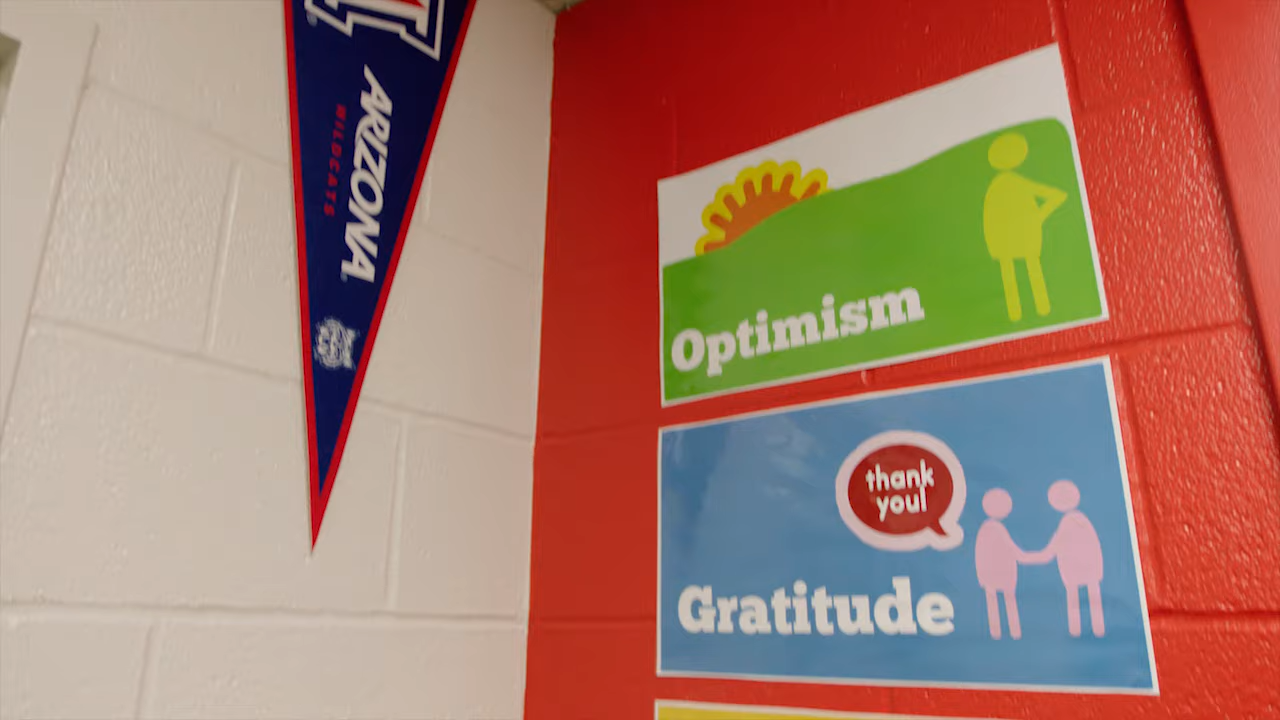 ARIZONA
WILDCATS
Optimism
thank
you!
Gratitude